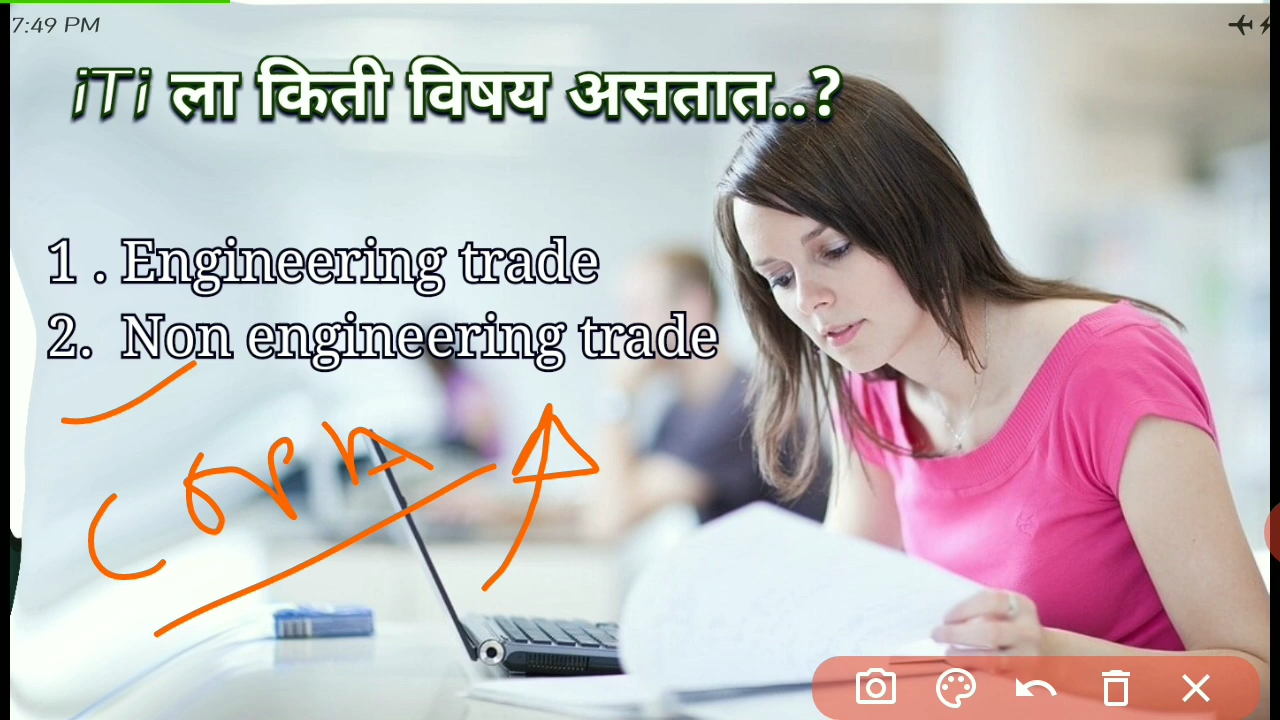 7:49 PM
iTi ला किती विषय असतात..?
1 . Engineering trade
2. Non engineering trade